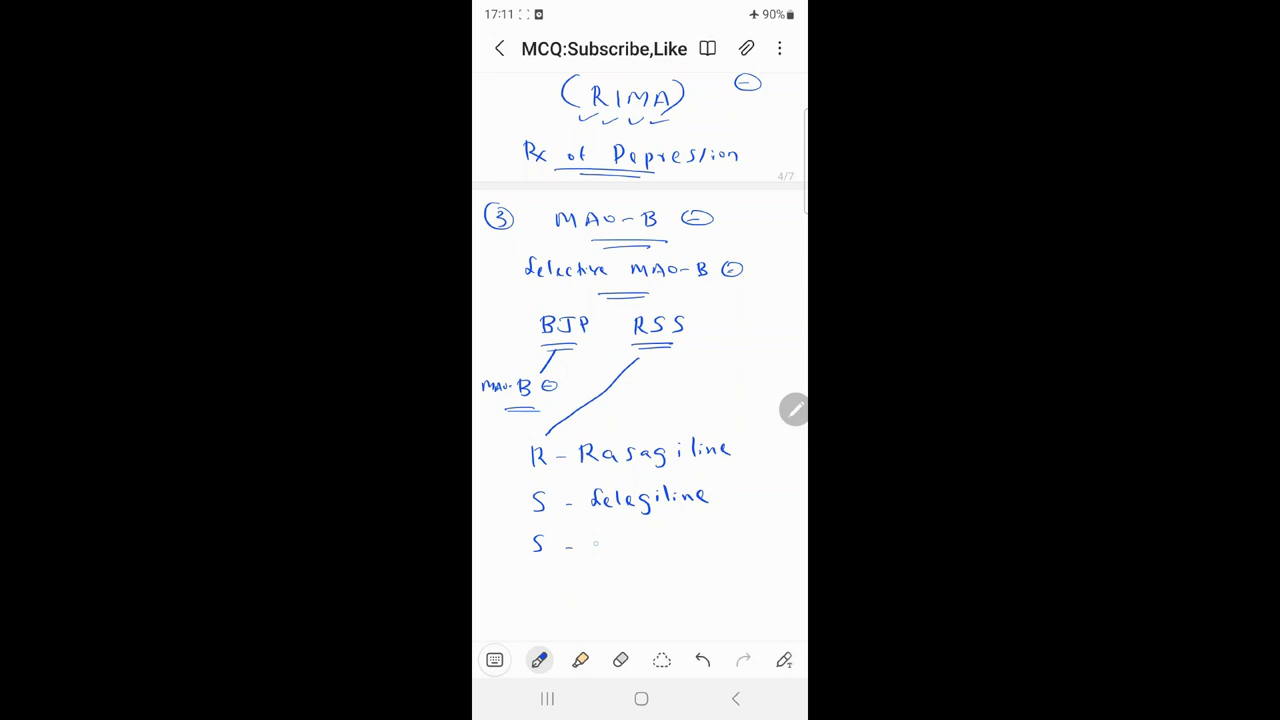 17:11 90%
MCQ:Subscribe,Like
(RIMA) -
Rx of Depression
4/7
3 MAO-B -
Selective MAO-B -
BJP RSS
MAO-B -
R - Rasagiline
S - Selegiline
S -